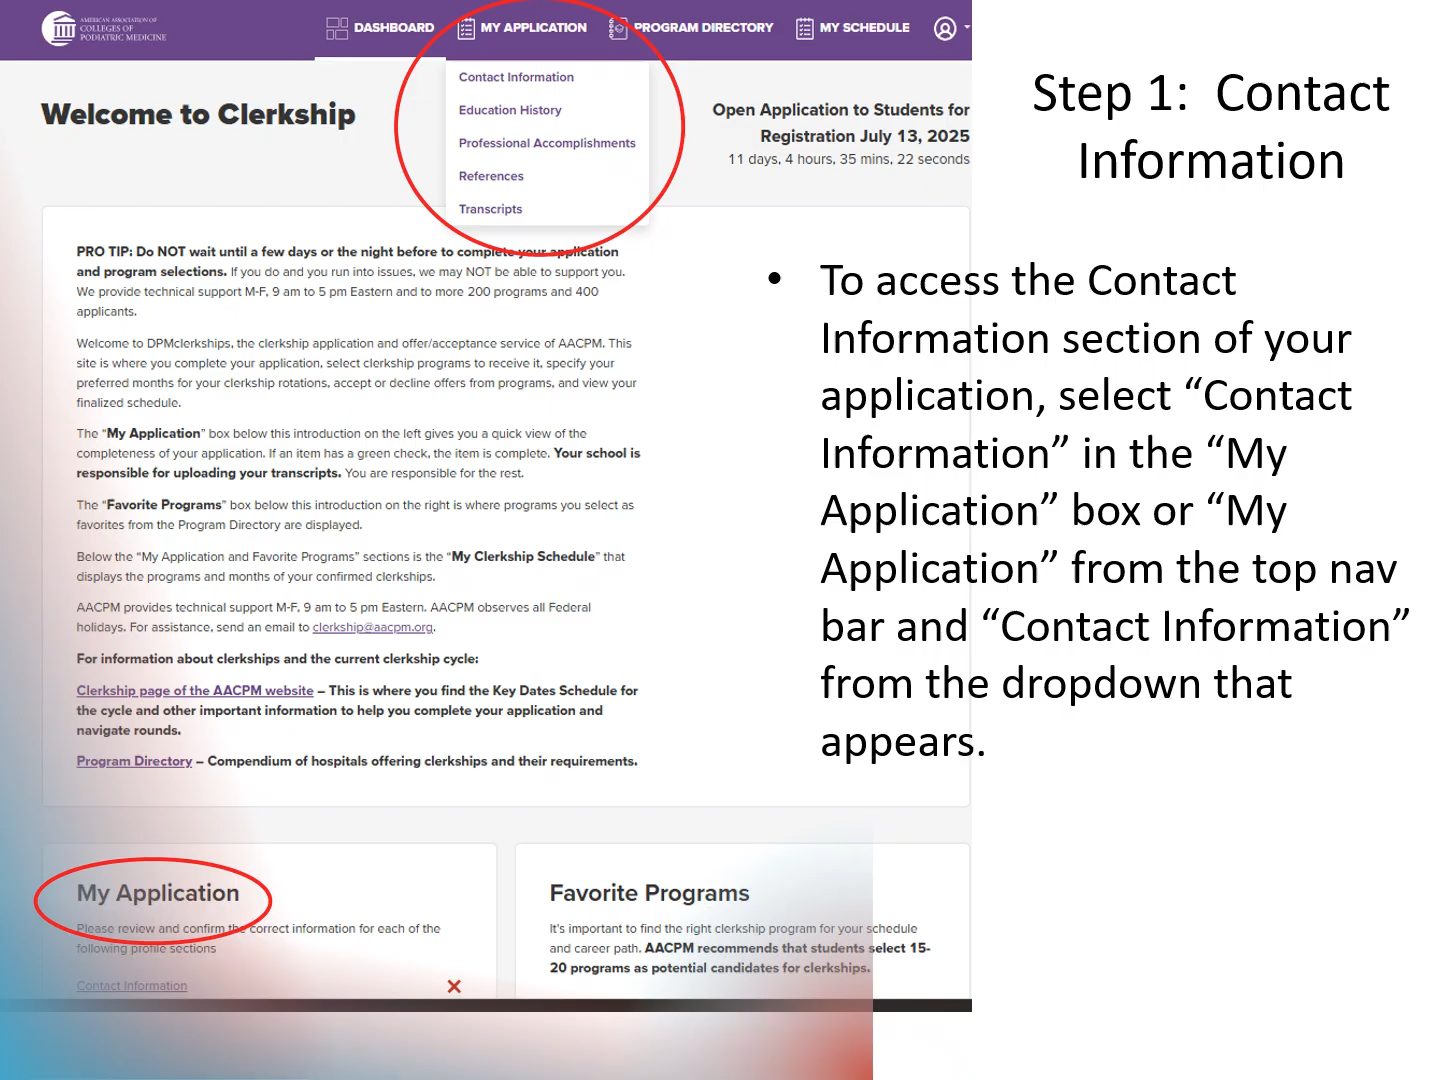 AMERICAN ASSOCIATION OF
COLLEGES OF
PODIATRIC MEDICINE
DASHBOARD
MY APPLICATION
PROGRAM DIRECTORY
MY SCHEDULE
Contact Information
Education History
Professional Accomplishments
References
Transcripts
Welcome to Clerkship
Open Application to Students for
Registration July 13, 2025
11 days, 4 hours, 35 mins, 22 seconds
PRO TIP: Do NOT wait until a few days or the night before to complete your application
and program selections. If you do and you run into issues, we may NOT be able to support you.
We provide technical support M-F, 9 am to 5 pm Eastern and to more 200 programs and 400
applicants.
Welcome to DPMclerkships, the clerkship application and offer/acceptance service of AACPM. This
site is where you complete your application, select clerkship programs to receive it, specify your
preferred months for your clerkship rotations, accept or decline offers from programs, and view your
finalized schedule.
The “My Application” box below this introduction on the left gives you a quick view of the
completeness of your application. If an item has a green check, the item is complete. Your school is
responsible for uploading your transcripts. You are responsible for the rest.
The “Favorite Programs” box below this introduction on the right is where programs you select as
favorites from the Program Directory are displayed.
Below the “My Application and Favorite Programs” sections is the “My Clerkship Schedule” that
displays the programs and months of your confirmed clerkships.
AACPM provides technical support M-F, 9 am to 5 pm Eastern. AACPM observes all Federal
holidays. For assistance, send an email to clerkship@aacpm.org.
For information about clerkships and the current clerkship cycle:
Clerkship page of the AACPM website – This is where you find the Key Dates Schedule for
the cycle and other important information to help you complete your application and
navigate rounds.
Program Directory – Compendium of hospitals offering clerkships and their requirements.
My Application
Please review and confirm the correct information for each of the
following profile sections
Contact Information
Favorite Programs
It's important to find the right clerkship program for your schedule
and career path. AACPM recommends that students select 15-
20 programs as potential candidates for clerkships.
Step 1: Contact
Information
• To access the Contact
Information section of your
application, select “Contact
Information” in the “My
Application” box or “My
Application” from the top nav
bar and “Contact Information”
from the dropdown that
appears.